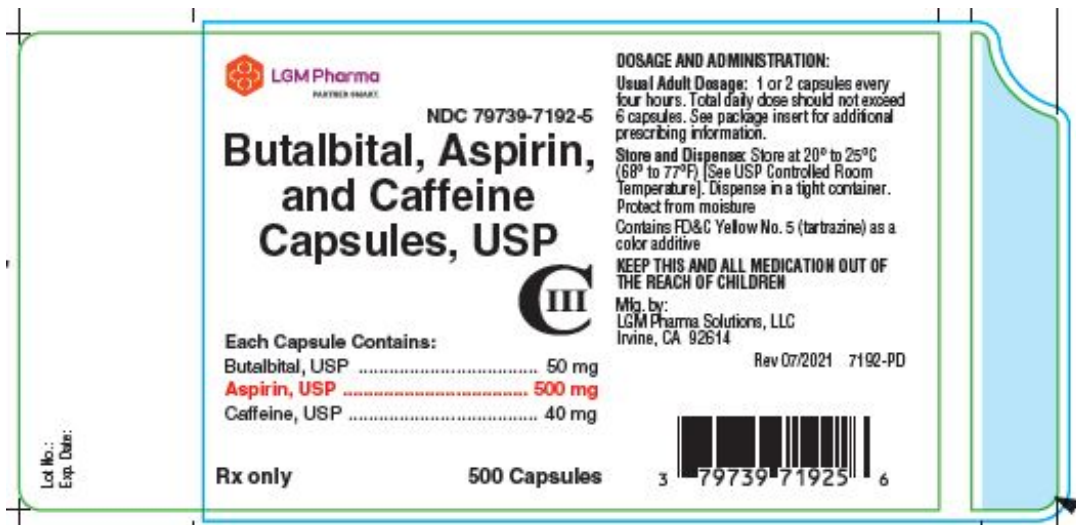 LGM Pharma
PARTNER SMART.
NDC 79739-7192-5
Butalbital, Aspirin,
and Caffeine
Capsules, USP
CIII
Each Capsule Contains:
Butalbital, USP ..................................... 50 mg
Aspirin, USP ...................................... 500 mg
Caffeine, USP ....................................... 40 mg
Rx only
500 Capsules
DOSAGE AND ADMINISTRATION:
Usual Adult Dosage: 1 or 2 capsules every
four hours. Total daily dose should not exceed
6 capsules. See package insert for additional
prescribing information.
Store and Dispense: Store at 20º to 25ºC
(68º to 77ºF) [See USP Controlled Room
Temperature]. Dispense in a tight container.
Protect from moisture
Contains FD&C Yellow No. 5 (tartrazine) as a
color additive
KEEP THIS AND ALL MEDICATION OUT OF
THE REACH OF CHILDREN
Mfg. by:
LGM Pharma Solutions, LLC
Irvine, CA 92614
Rev 07/2021 7192-PD
3 79739 71925 6
Lot No.:
Exp. Date: